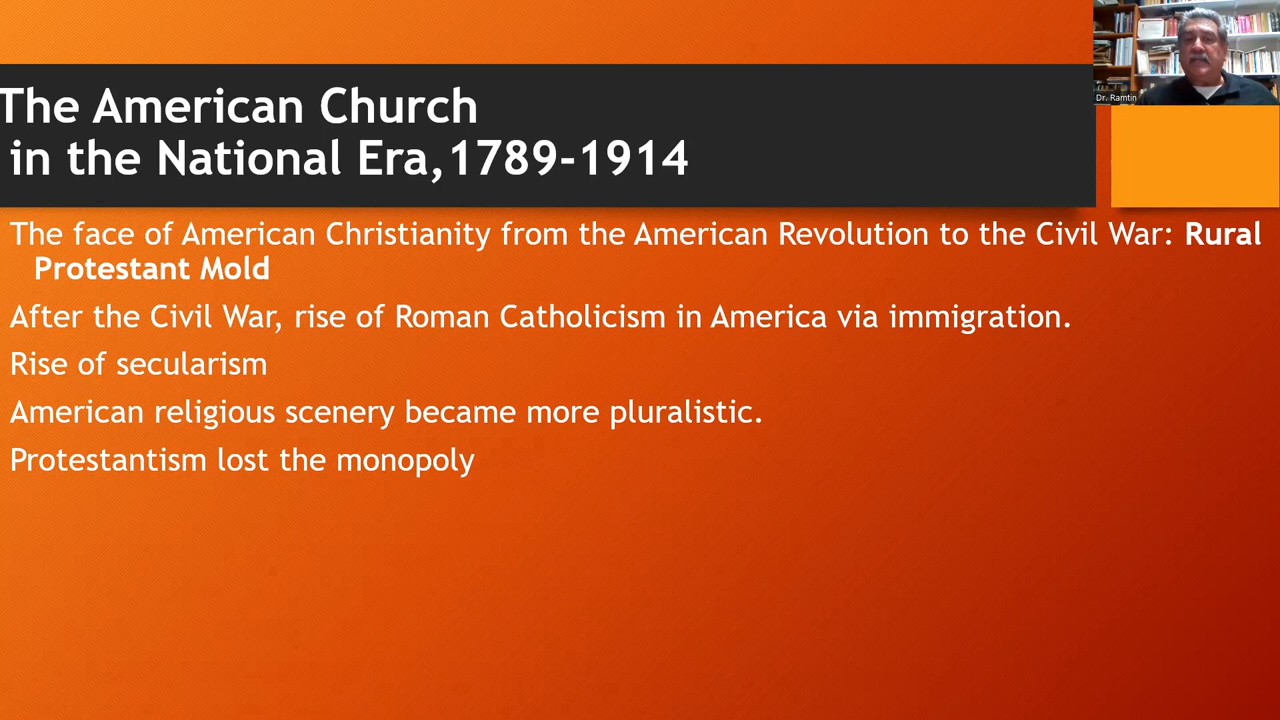 The American Church
in the National Era,1789-1914
Dr. Ramtin
The face of American Christianity from the American Revolution to the Civil War: Rural
Protestant Mold
After the Civil War, rise of Roman Catholicism in America via immigration.
Rise of secularism
American religious scenery became more pluralistic.
Protestantism lost the monopoly